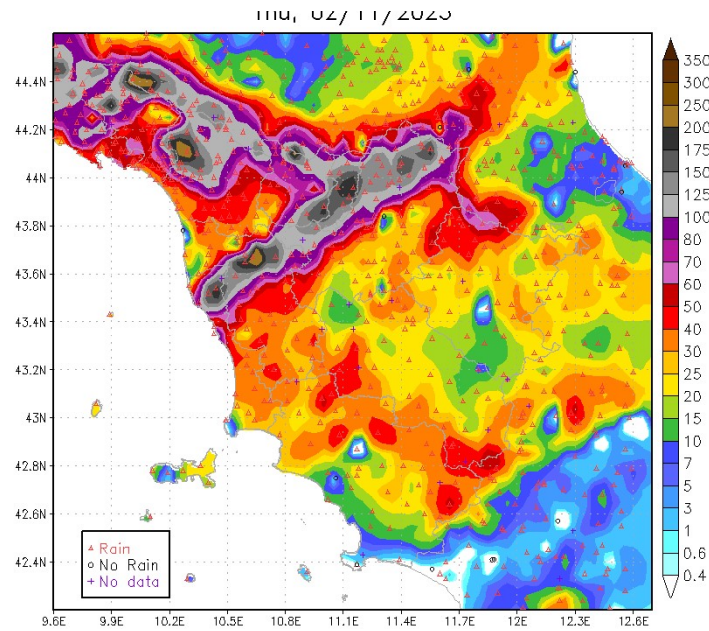 Thu, 02/11/2023
44.4N
44.2N
44N
43.8N
43.6N
43.4N
43.2N
43N
42.8N
42.6N
42.4N
9.6E 9.9E 10.2E 10.5E 10.8E 11.1E 11.4E 11.7E 12E 12.3E 12.6E
Rain
No Rain
No data
350
300
250
200
175
150
125
100
80
70
60
50
40
30
25
20
15
10
7
5
3
1
0.6
0.4